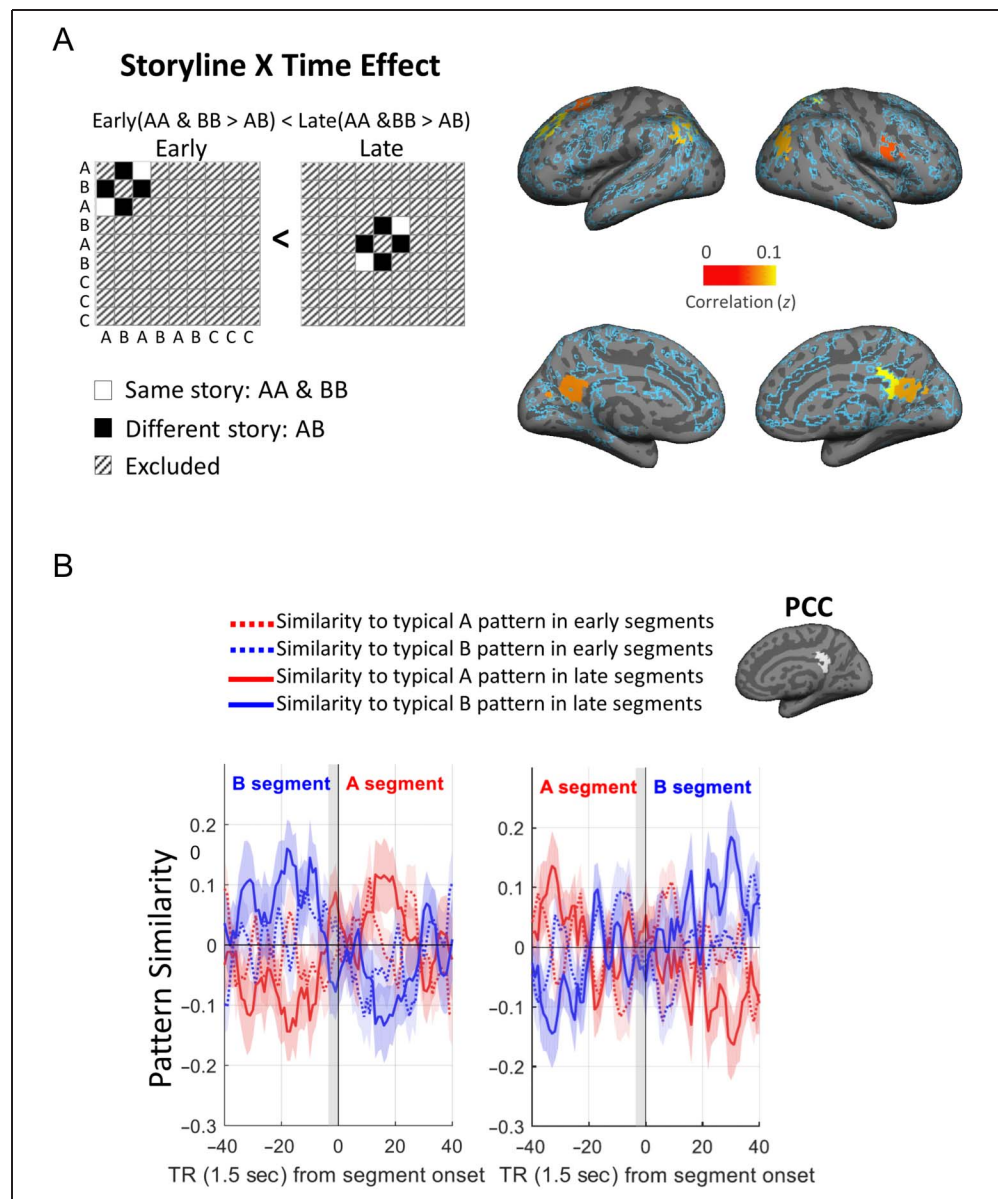 A
Storyline X Time Effect
Early(AA & BB > AB) < Late(AA &BB > AB)
Early
Late
A
B
A
B
A
B
C
C
C
<
A B A B A B C C C
Same story: AA & BB
Different story: AB
Excluded
0 0.1
Correlation (z)
B
Similarity to typical A pattern in early segments
Similarity to typical B pattern in early segments
Similarity to typical A pattern in late segments
Similarity to typical B pattern in late segments
PCC
Pattern Similarity
B segment A segment
0.2
0
0.1
0
−0.1
−0.2
−0.3
−40 −20 0 20 40
TR (1.5 sec) from segment onset
A segment B segment
0.2
0.1
0
−0.1
−0.2
−0.3
−40 −20 0 20 40
TR (1.5 sec) from segment onset